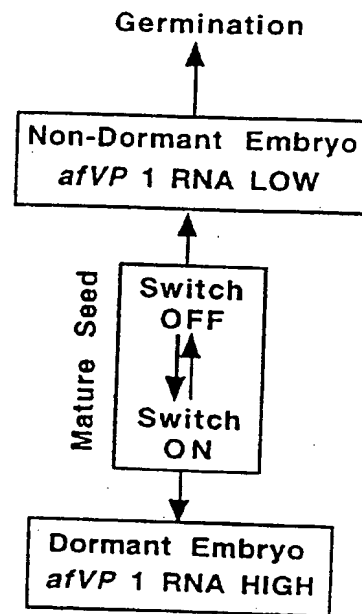 Germination
Non-Dormant Embryo
afVP 1 RNA LOW
Mature Seed
Switch
OFF
Switch
ON
Dormant Embryo
afVP 1 RNA HIGH